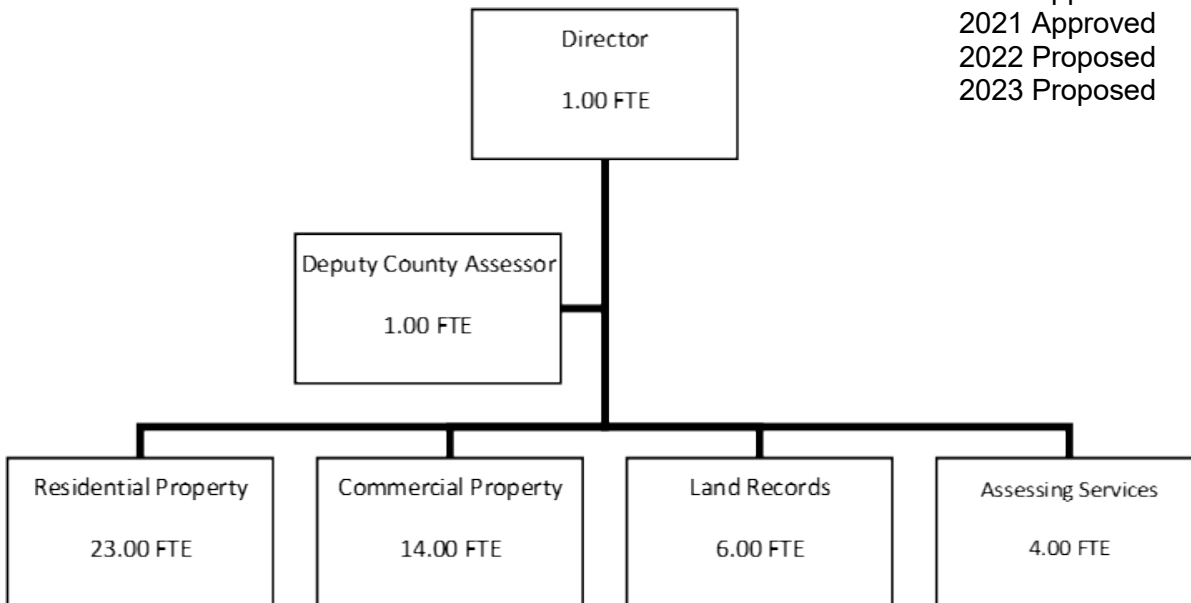 2021 Approved
2022 Proposed
2023 Proposed
Director
1.00 FTE
Deputy County Assessor
1.00 FTE
Residential Property
23.00 FTE
Commercial Property
14.00 FTE
Land Records
6.00 FTE
Assessing Services
4.00 FTE